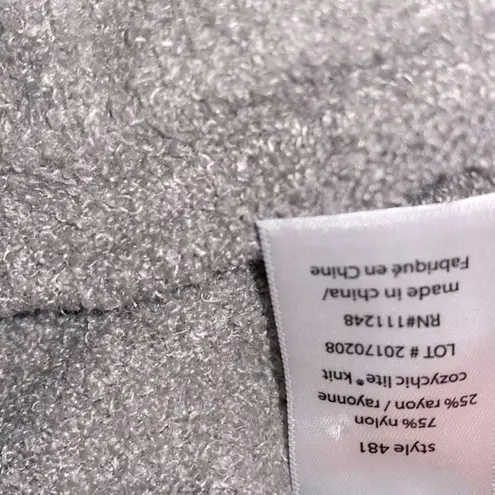 style 481
75% nylon
25% rayon / rayonne
cozychic lite® knit
LOT # 20170208
RN#111248
made in china/
Fabriqué en Chine